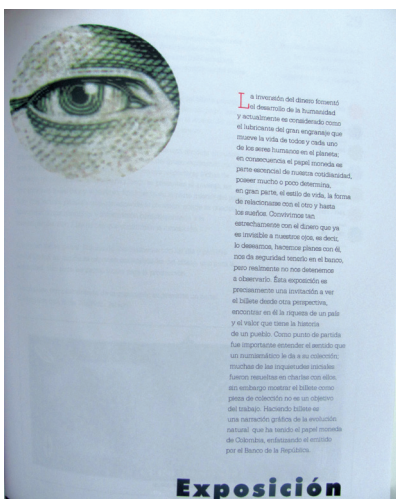 La invensión del dinero fomentó
el desarrollo de la humanidad
y actualmente es considerado como
el lubricante del gran engranaje que
mueve la vida de todos y cada uno
de los seres humanos en el planeta;
en consecuencia el papel moneda es
parte escencial de nuestra cotidianidad,
poseer mucho o poco determina,
en gran parte, el estilo de vida, la forma
de relacionarse con el otro y hasta
los sueños. Convivimos tan
estrechamente con él dinero que ya
es invisible a nuestros ojos, es decir,
lo deseamos, hacemos planes con él,
nos da seguridad tenerlo en el banco,
pero realmente no nos detenemos
a observarlo. Ésta exposición es
precisamente una invitación a ver
el billete desde otra perspectiva,
encontrar en él la riqueza de un país
y el valor que tiene la historia
de un pueblo. Como punto de partida
fue importante entender el sentido que
un numismático le da a su colección;
muchas de las inquietudes iniciales
fueron resueltas en charlas con ellos,
sin embargo mostrar el billete como
pieza de colección no es un objetivo
del trabajo. Haciendo billete es
una narración gráfica de la evolución
natural que ha tenido el papel moneda
de Colombia, enfatizando el emitido
por el Banco de la República.
Exposición